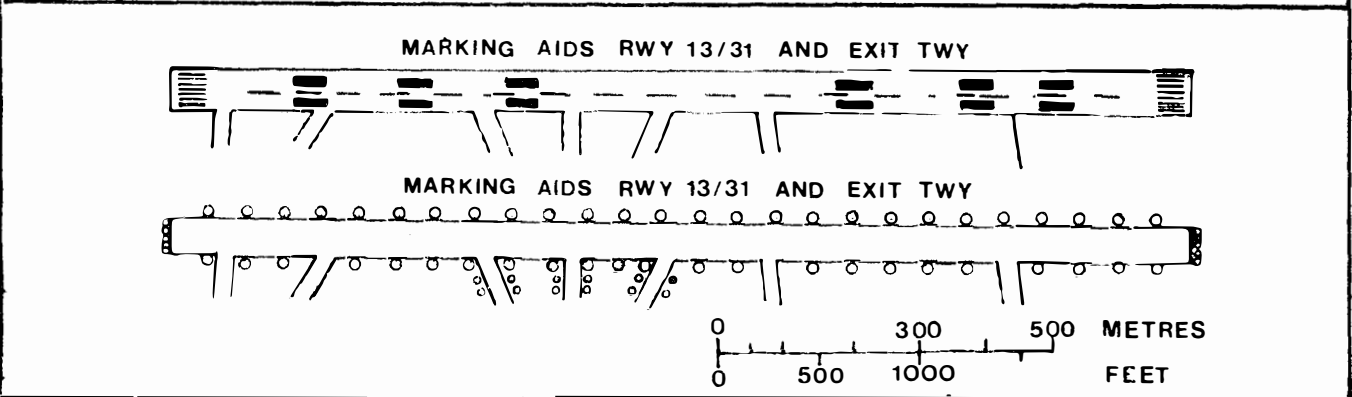 MARKING AIDS RWY 13/31 AND EXIT TWY
MARKING AIDS RWY 13/31 AND EXIT TWY
0 300 500 METRES
0 500 1000 FEET